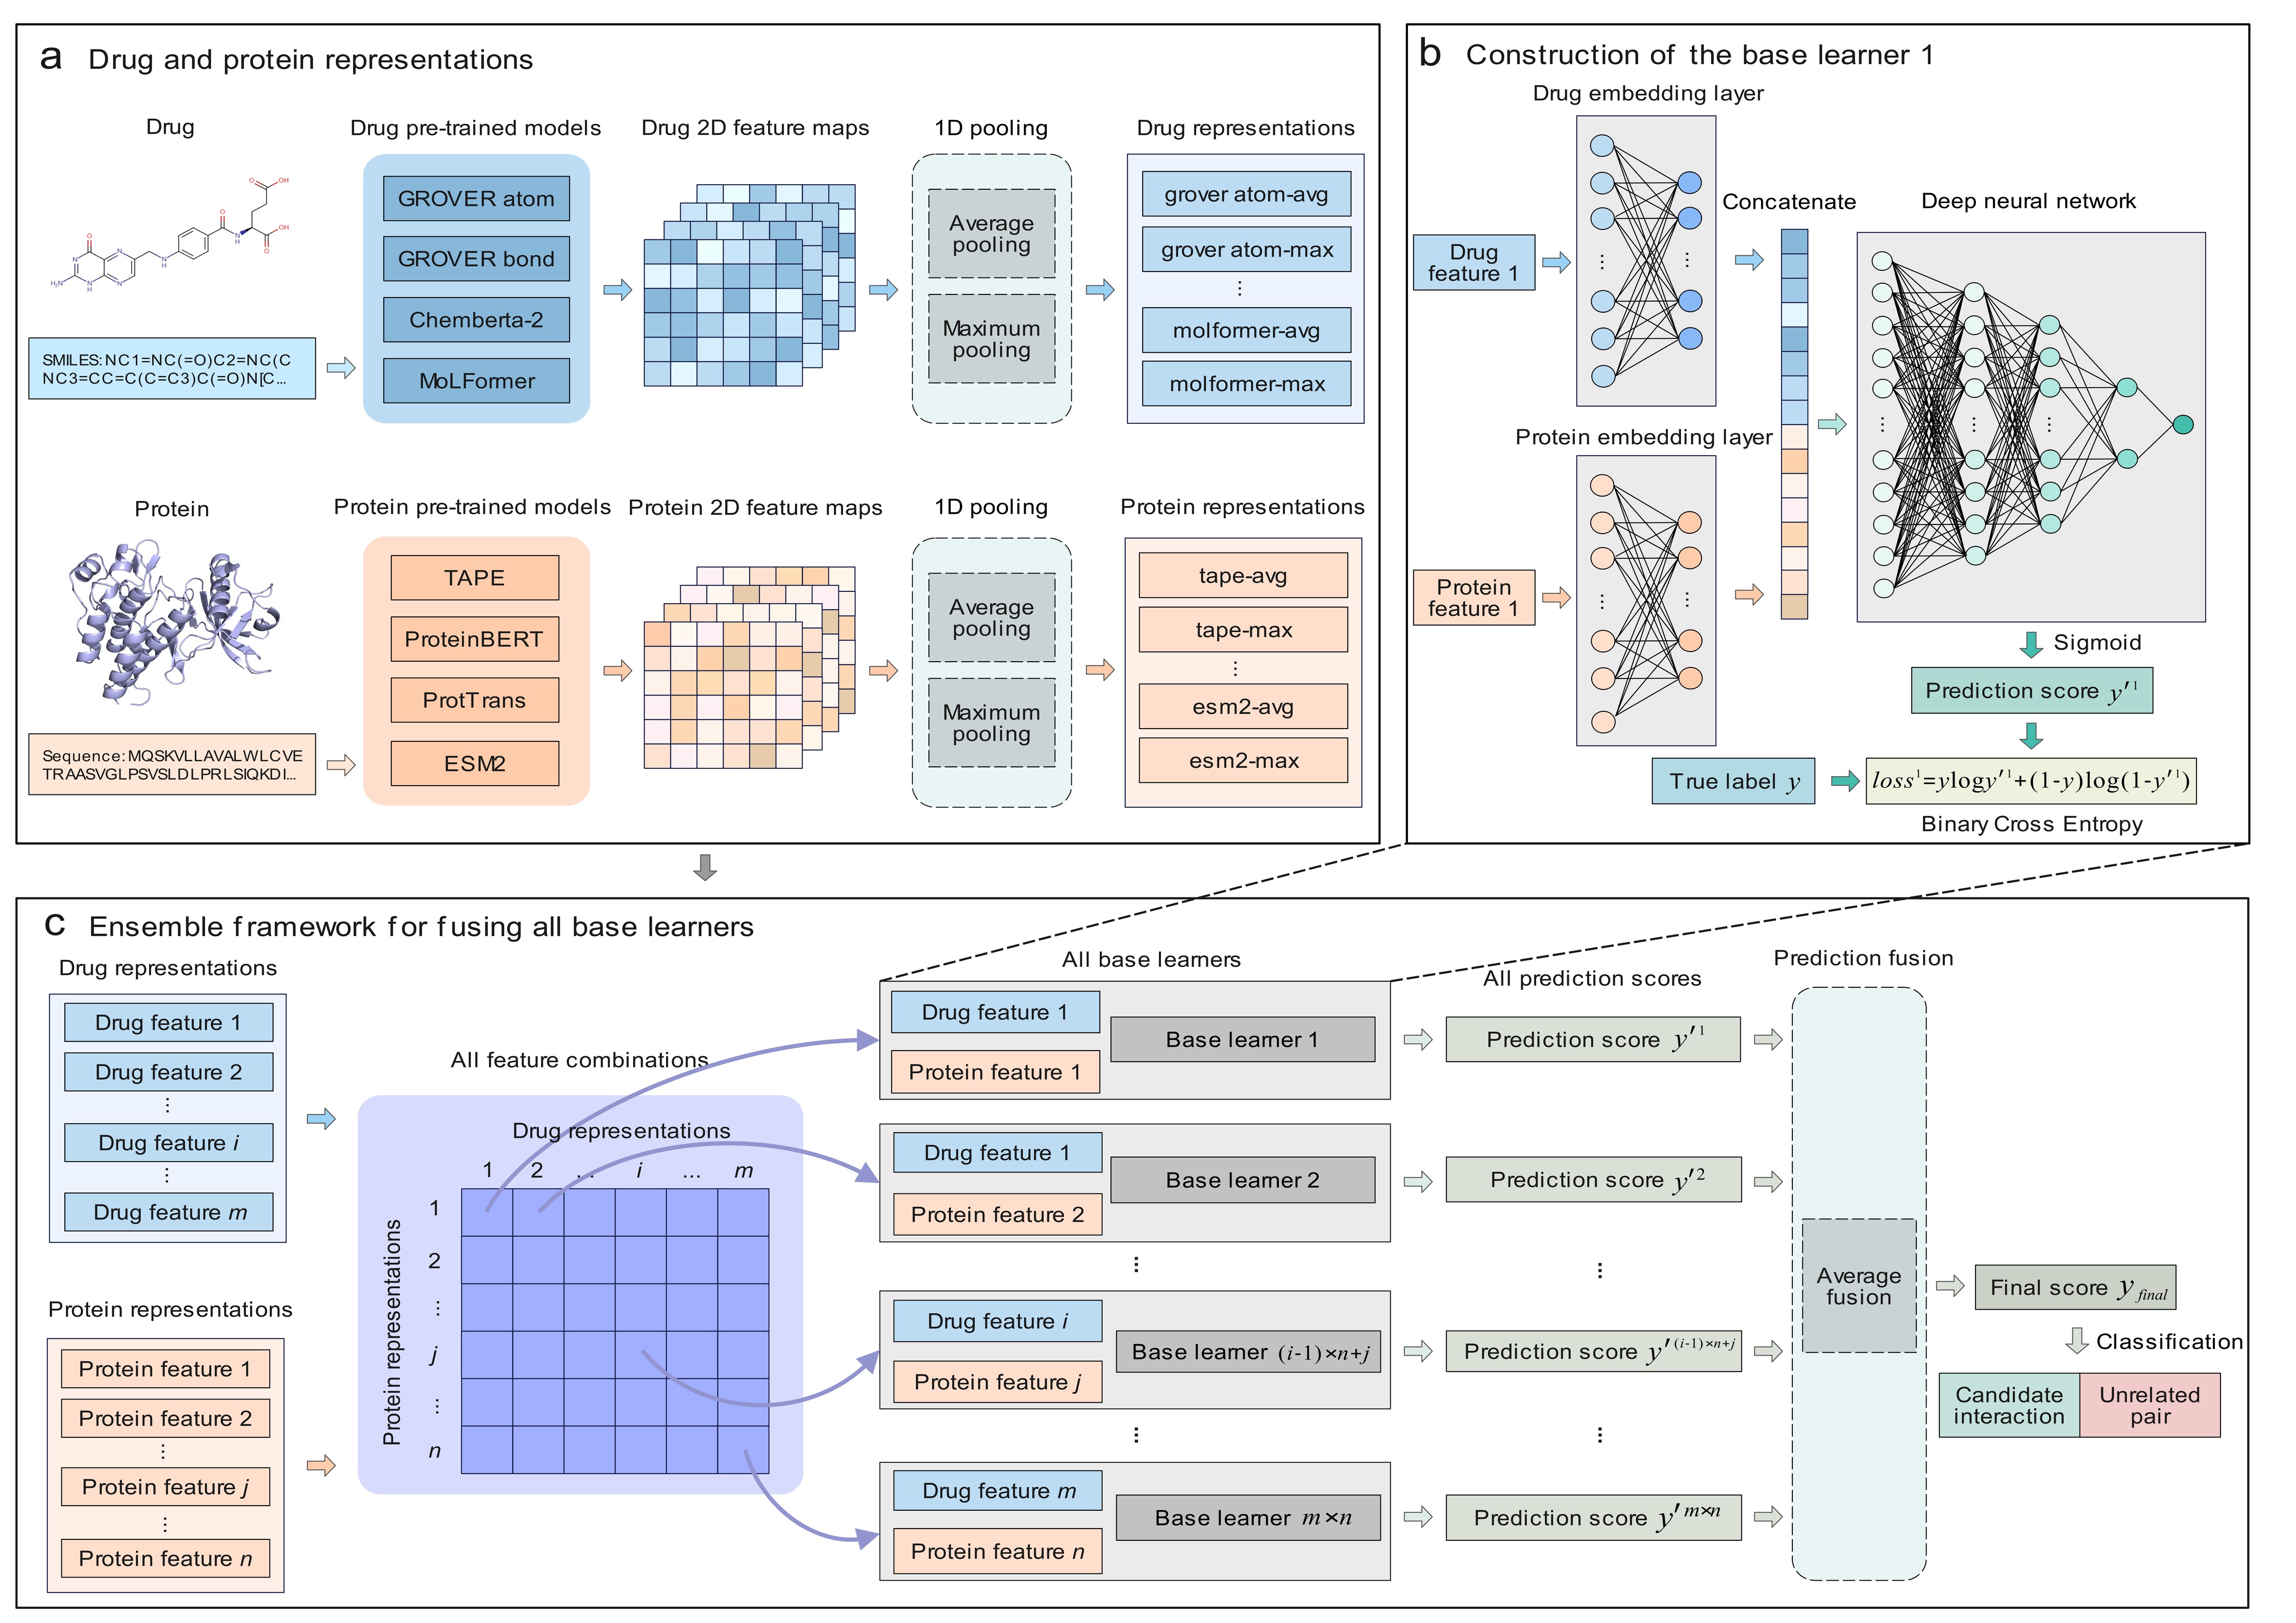 a Drug and protein representations
Drug
Drug pre-trained models
Drug 2D feature maps
1D pooling
Drug representations
O
OH
O
OH
O
N
H
O
N
N
N
H
N
N
H
N
H₂N
SMILES:NC1=NC(=O)C2=NC(C
NC3=CC=C(C=C3)C(=O)N[C...
GROVER atom
GROVER bond
Chemberta-2
MoLFormer
Average
pooling
Maximum
pooling
grover atom-avg
grover atom-max
⋮
molformer-avg
molformer-max
Protein
Protein pre-trained models
Protein 2D feature maps
1D pooling
Protein representations
Sequence:MQSKVLLAVALWLCVE
TRAASVGLPSVSLDLPRLSIQKDI...
TAPE
ProteinBERT
ProtTrans
ESM2
Average
pooling
Maximum
pooling
tape-avg
tape-max
⋮
esm2-avg
esm2-max
b Construction of the base learner 1
Drug embedding layer
Drug
feature 1
Concatenate
Deep neural network
Protein embedding layer
Protein
feature 1
Sigmoid
Prediction score y′¹
True label y
loss¹=ylogy′¹+(1-y)log(1-y′¹)
Binary Cross Entropy
c Ensemble framework for fusing all base learners
Drug representations
Drug feature 1
Drug feature 2
⋮
Drug feature i
⋮
Drug feature m
Protein representations
Protein feature 1
Protein feature 2
⋮
Protein feature j
⋮
Protein feature n
All feature combinations
Drug representations
1 2 ... i ... m
Protein representations
1
2
⋮
j
⋮
n
All base learners
Drug feature 1
Protein feature 1
Base learner 1
Drug feature 1
Protein feature 2
Base learner 2
⋮
Drug feature i
Protein feature j
Base learner (i-1)×n+j
⋮
Drug feature m
Protein feature n
Base learner m×n
All prediction scores
Prediction score y′¹
Prediction score y′²
⋮
Prediction score y′⁽ⁱ⁻¹⁾ˣⁿ⁺ʲ
⋮
Prediction score y′ᵐˣⁿ
Prediction fusion
Average
fusion
Final score y final
Classification
Candidate
interaction
Unrelated
pair